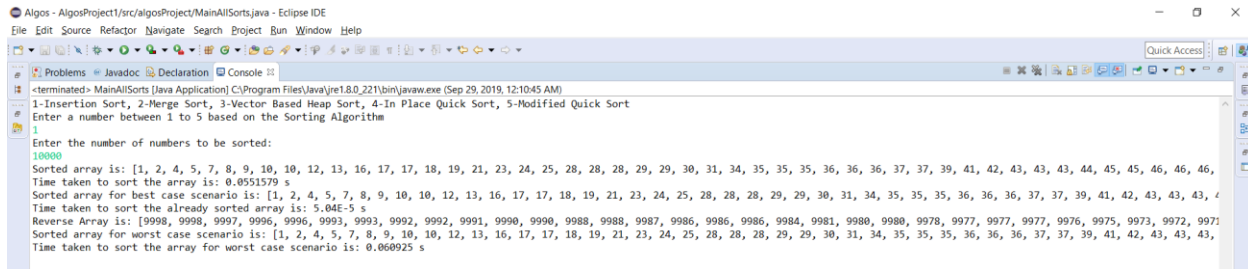 Algos - AlgosProject1/src/algosProject/MainAllSorts.java - Eclipse IDE
File Edit Source Refactor Navigate Search Project Run Window Help
Quick Access
Problems Javadoc Declaration Console
<terminated> MainAllSorts [Java Application] C:\Program Files\Java\jre1.8.0_221\bin\javaw.exe (Sep 29, 2019, 12:10:45 AM)
1-Insertion Sort, 2-Merge Sort, 3-Vector Based Heap Sort, 4-In Place Quick Sort, 5-Modified Quick Sort
Enter a number between 1 to 5 based on the Sorting Algorithm
1
Enter the number of numbers to be sorted:
10000
Sorted array is: [1, 2, 4, 5, 7, 8, 9, 10, 10, 12, 13, 16, 17, 17, 18, 19, 21, 23, 24, 25, 28, 28, 28, 29, 29, 30, 31, 34, 35, 35, 35, 36, 36, 36, 37, 37, 39, 41, 42, 43, 43, 43, 44, 45, 45, 46, 46, 46,
Time taken to sort the array is: 0.0551579 s
Sorted array for best case scenario is: [1, 2, 4, 5, 7, 8, 9, 10, 10, 12, 13, 16, 17, 17, 18, 19, 21, 23, 24, 25, 28, 28, 28, 29, 29, 30, 31, 34, 35, 35, 35, 36, 36, 36, 37, 37, 39, 41, 42, 43, 43, 43, 4
Time taken to sort the already sorted array is: 5.04E-5 s
Reverse Array is: [9998, 9998, 9997, 9996, 9996, 9993, 9993, 9992, 9992, 9991, 9990, 9990, 9988, 9988, 9987, 9986, 9986, 9986, 9984, 9981, 9980, 9980, 9978, 9977, 9977, 9977, 9976, 9975, 9973, 9972, 9971
Sorted array for worst case scenario is: [1, 2, 4, 5, 7, 8, 9, 10, 10, 12, 13, 16, 17, 17, 18, 19, 21, 23, 24, 25, 28, 28, 28, 29, 29, 30, 31, 34, 35, 35, 35, 36, 36, 36, 37, 37, 39, 41, 42, 43, 43, 43,
Time taken to sort the array for worst case scenario is: 0.060925 s